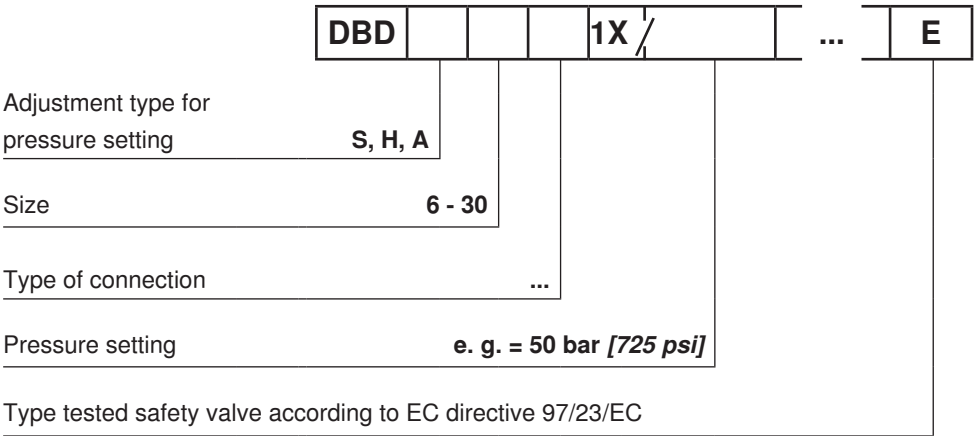 DBD 1X / ... E
Adjustment type for
pressure setting S, H, A
Size 6 - 30
Type of connection ...
Pressure setting e. g. = 50 bar [725 psi]
Type tested safety valve according to EC directive 97/23/EC